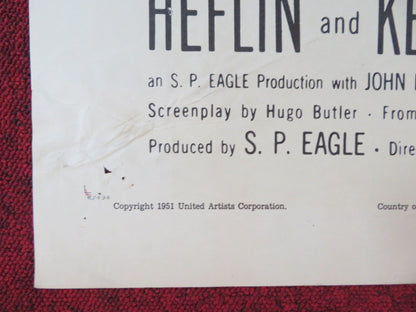 HEFLIN and KE
an S. P. EAGLE Production with JOHN
Screenplay by Hugo Butler · From
Produced by S. P. EAGLE · Dire
Copyright 1951 United Artists Corporation.
Country o